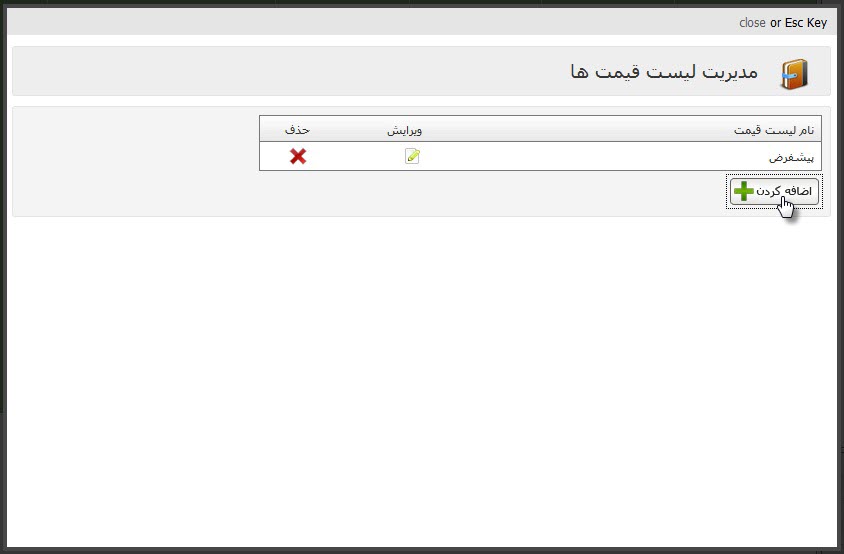 close or Esc Key
مدیریت لیست قیمت ها
نام لیست قیمت ویرایش حذف
پیشفرض
اضافه کردن